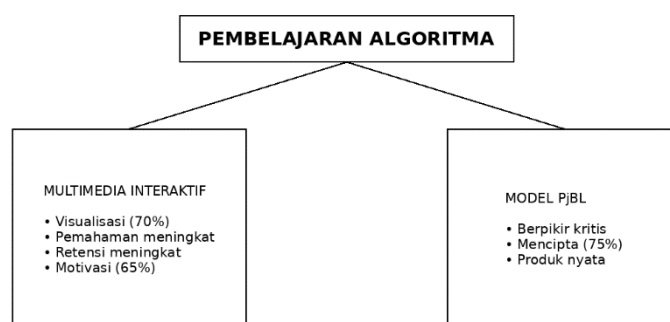 PEMBELAJARAN ALGORITMA
MULTIMEDIA INTERAKTIF
• Visualisasi (70%)
• Pemahaman meningkat
• Retensi meningkat
• Motivasi (65%)
MODEL PjBL
• Berpikir kritis
• Mencipta (75%)
• Produk nyata